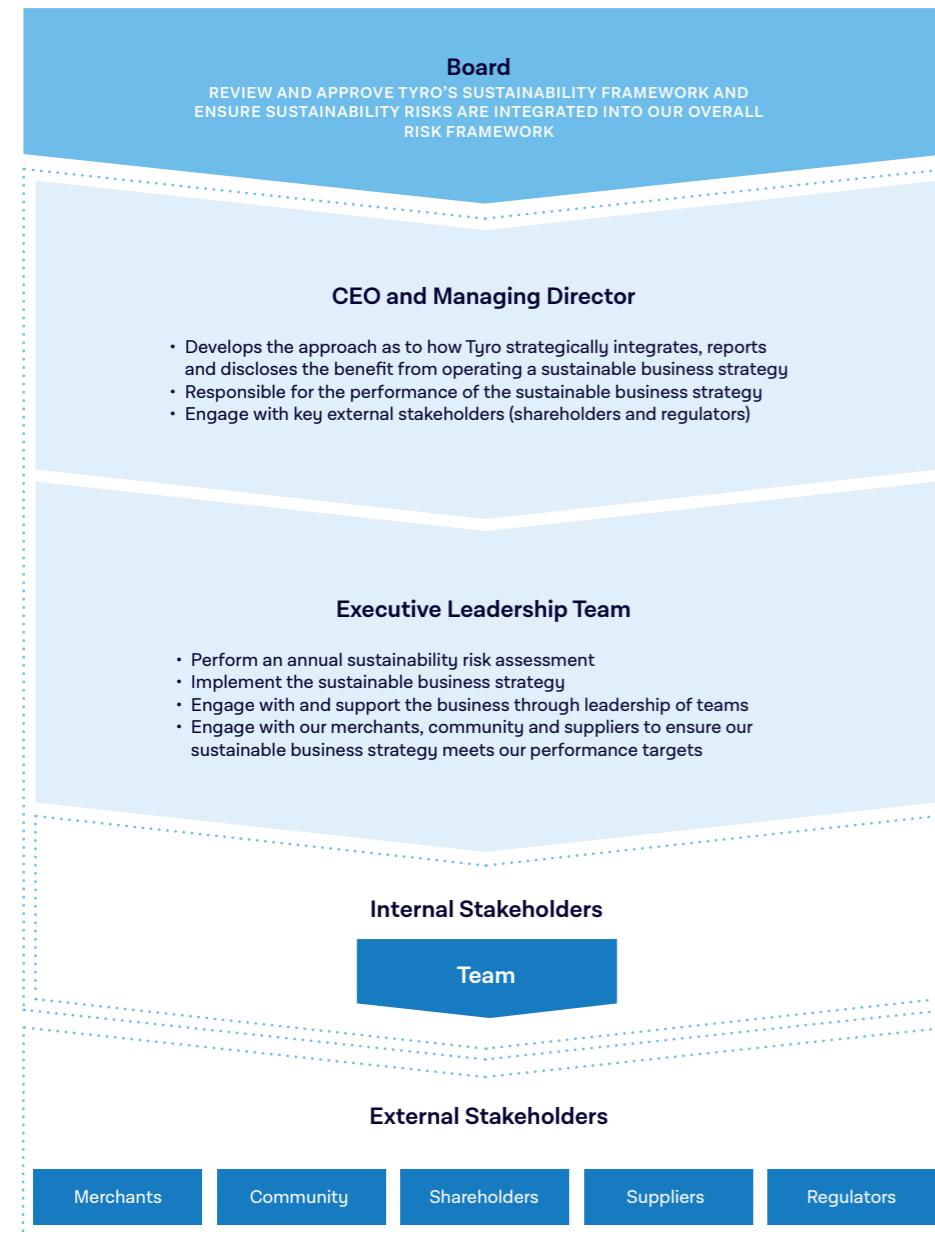 Board
REVIEW AND APPROVE TYRO’S SUSTAINABILITY FRAMEWORK AND
ENSURE SUSTAINABILITY RISKS ARE INTEGRATED INTO OUR OVERALL
RISK FRAMEWORK
CEO and Managing Director
• Develops the approach as to how Tyro strategically integrates, reports
and discloses the benefit from operating a sustainable business strategy
• Responsible for the performance of the sustainable business strategy
• Engage with key external stakeholders (shareholders and regulators)
Executive Leadership Team
• Perform an annual sustainability risk assessment
• Implement the sustainable business strategy
• Engage with and support the business through leadership of teams
• Engage with our merchants, community and suppliers to ensure our
sustainable business strategy meets our performance targets
Internal Stakeholders
Team
External Stakeholders
Merchants
Community
Shareholders
Suppliers
Regulators